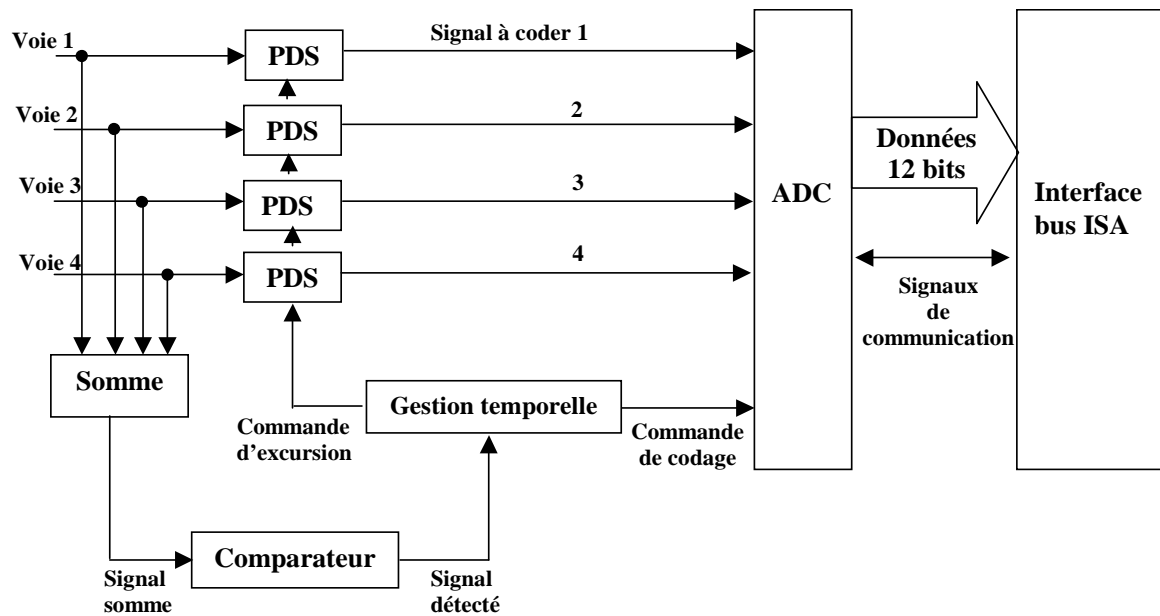 Voie 1
PDS
Signal à coder 1
Voie 2
PDS
2
Voie 3
PDS
3
Voie 4
PDS
4
ADC
Données
12 bits
Interface
bus ISA
Signaux
de
communication
Somme
Gestion temporelle
Commande
d’excursion
Commande
de codage
Comparateur
Signal
somme
Signal
détecté